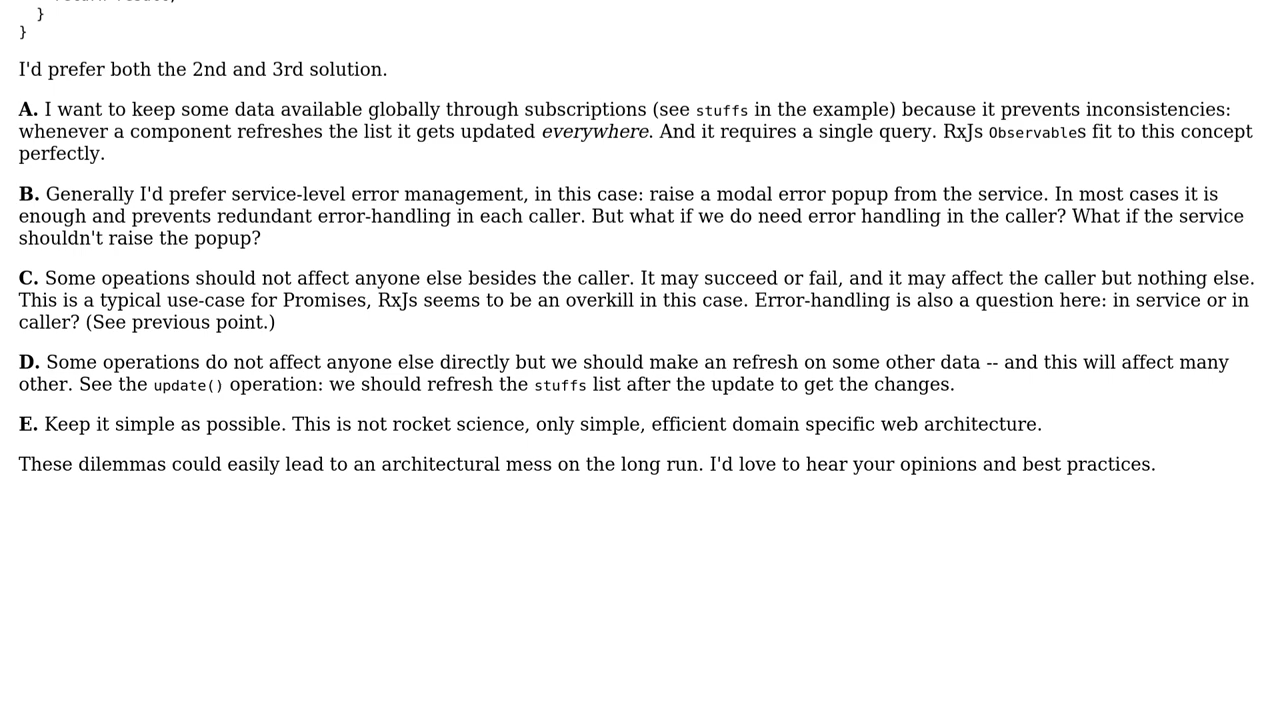 }
}
I'd prefer both the 2nd and 3rd solution.
A. I want to keep some data available globally through subscriptions (see stuffs in the example) because it prevents inconsistencies:
whenever a component refreshes the list it gets updated everywhere. And it requires a single query. RxJs Observables fit to this concept
perfectly.
B. Generally I'd prefer service-level error management, in this case: raise a modal error popup from the service. In most cases it is
enough and prevents redundant error-handling in each caller. But what if we do need error handling in the caller? What if the service
shouldn't raise the popup?
C. Some opeations should not affect anyone else besides the caller. It may succeed or fail, and it may affect the caller but nothing else.
This is a typical use-case for Promises, RxJs seems to be an overkill in this case. Error-handling is also a question here: in service or in
caller? (See previous point.)
D. Some operations do not affect anyone else directly but we should make an refresh on some other data -- and this will affect many
other. See the update() operation: we should refresh the stuffs list after the update to get the changes.
E. Keep it simple as possible. This is not rocket science, only simple, efficient domain specific web architecture.
These dilemmas could easily lead to an architectural mess on the long run. I'd love to hear your opinions and best practices.